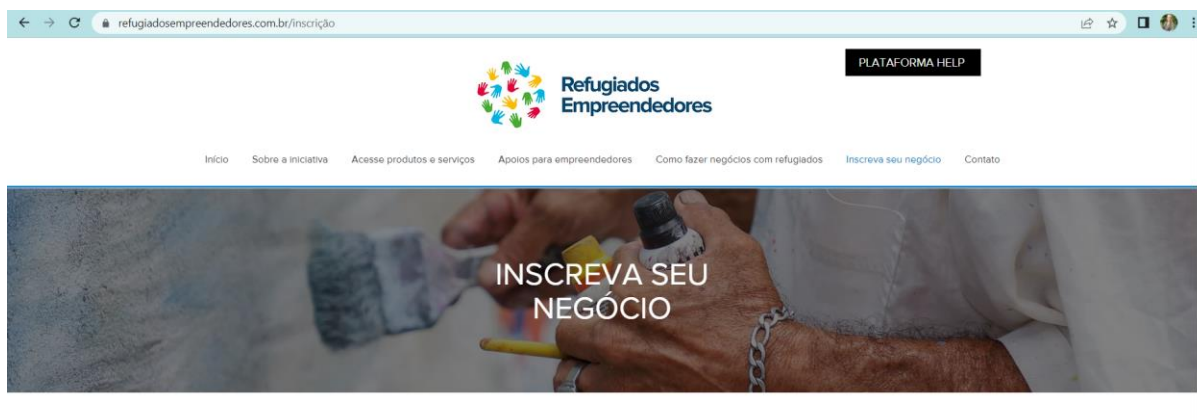 refugiadosempreendedores.com.br/inscrição
PLATAFORMA HELP
Refugiados
Empreendedores
Início Sobre a iniciativa Acesse produtos e serviços Apoios para empreendedores Como fazer negócios com refugiados Inscreva seu negócio Contato
INSCREVA SEU
NEGÓCIO